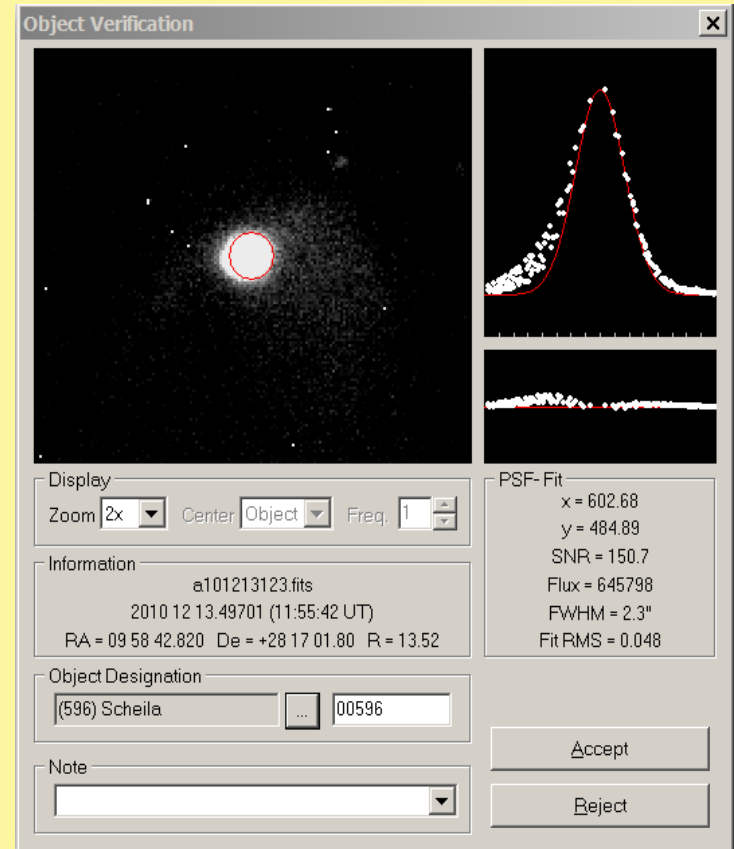 Object Verification
Display
Zoom 2x Center Object Freq. 1
Information
a101213123.fits
2010 12 13.49701 (11:55:42 UT)
RA = 09 58 42.820 De = +28 17 01.80 R = 13.52
Object Designation
(596) Scheila ... 00596
Note
PSF- Fit
x = 602.68
y = 484.89
SNR = 150.7
Flux = 645798
FWHM = 2.3"
Fit RMS = 0.048
Accept
Reject